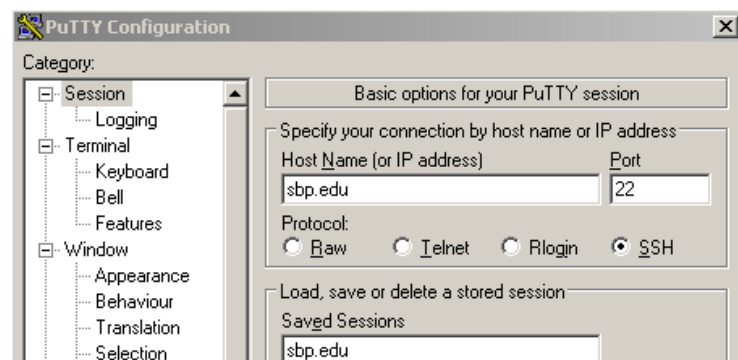 PuTTY Configuration
Category:
Session
Logging
Terminal
Keyboard
Bell
Features
Window
Appearance
Behaviour
Translation
Selection
Basic options for your PuTTY session
Specify your connection by host name or IP address
Host Name (or IP address) Port
sbp.edu 22
Protocol:
Raw Telnet Rlogin SSH
Load, save or delete a stored session
Saved Sessions
sbp.edu